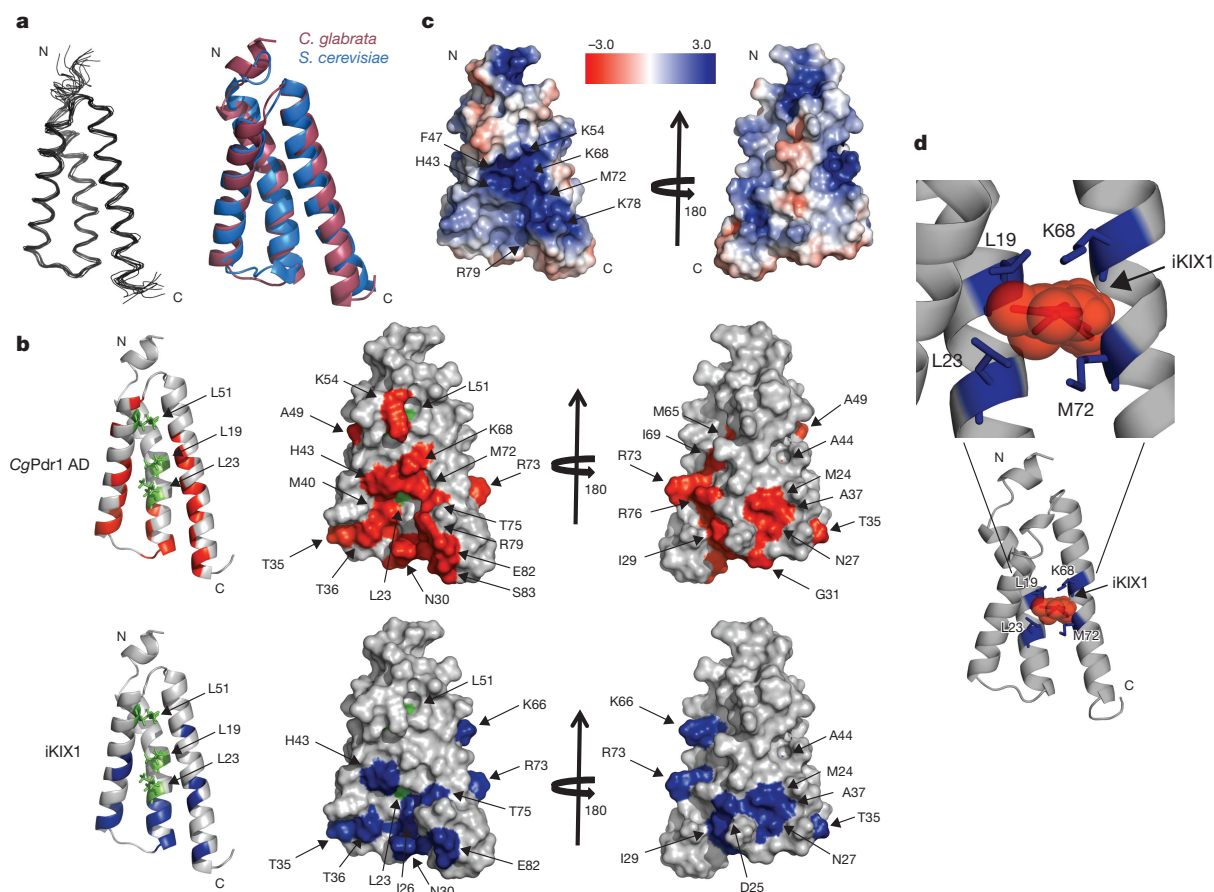 a
N
C
C. glabrata
S. cerevisiae
N
C
c
N
–3.0 3.0
K54
F47
K68
H43
M72
K78
R79
C
180
d
L19
K68
iKIX1
L23
M72
N
L19
K68
iKIX1
L23
M72
C
b
N
CgPdr1 AD
L51
L19
L23
C
K54
L51
A49
K68
H43
M72
M40
R73
T75
R79
T35
E82
T36
L23
N30
S83
180
M65
A49
I69
A44
R73
M24
A37
R76
T35
I29
N27
G31
N
iKIX1
L51
L19
L23
C
L51
K66
H43
R73
T75
T35
T36
L23
I26
N30
E82
180
K66
A44
R73
M24
A37
T35
I29
N27
D25